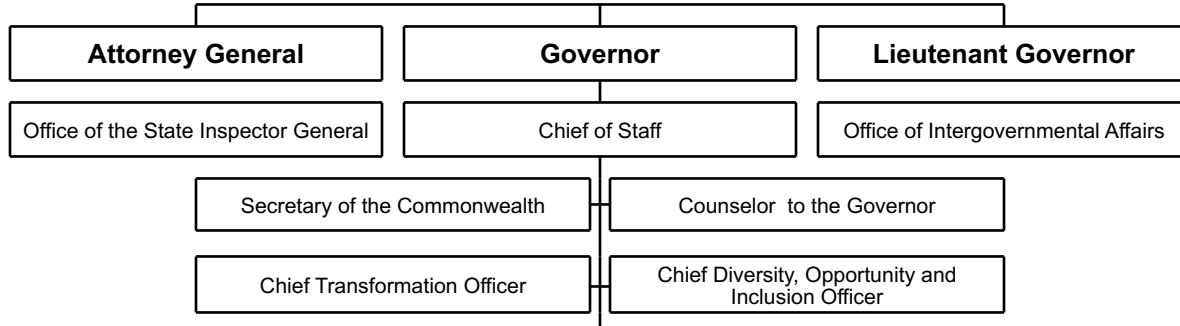 Attorney General
Governor
Lieutenant Governor
Office of the State Inspector General
Chief of Staff
Office of Intergovernmental Affairs
Secretary of the Commonwealth
Counselor  to the Governor
Chief Transformation Officer
Chief Diversity, Opportunity and
Inclusion Officer